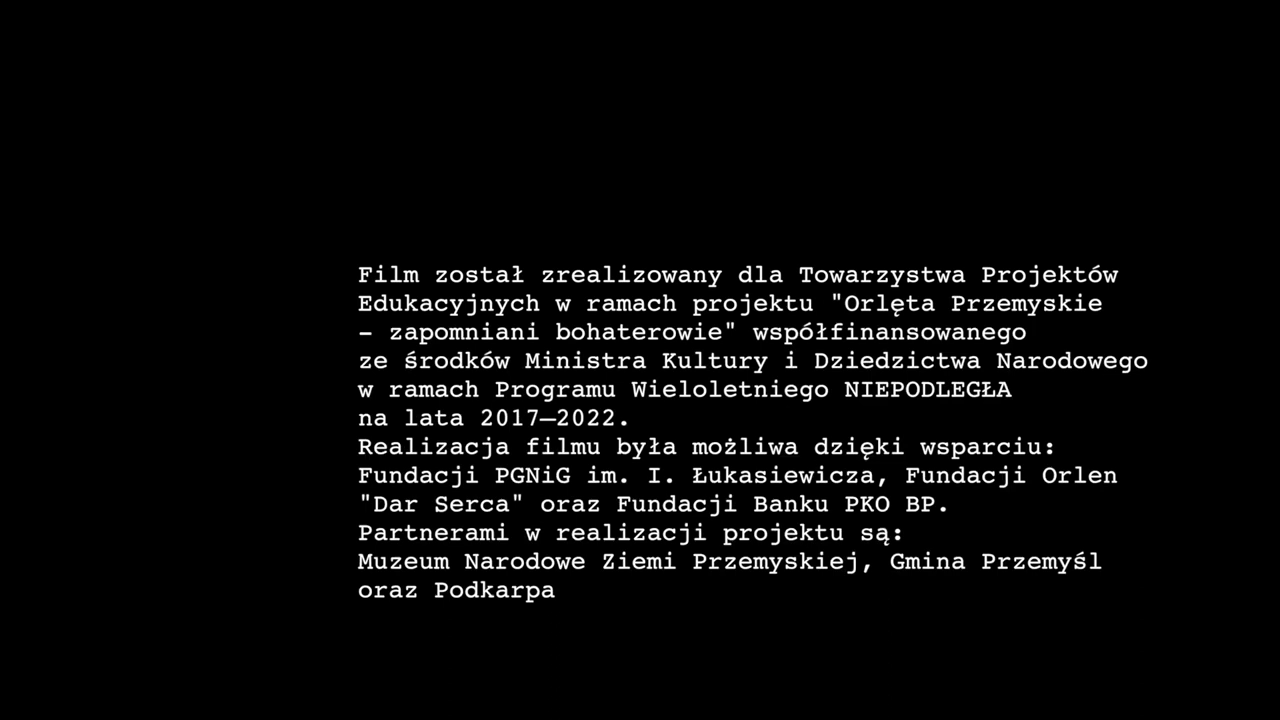 Film został zrealizowany dla Towarzystwa Projektów
Edukacyjnych w ramach projektu "Orlęta Przemyskie
– zapomniani bohaterowie" współfinansowanego
ze środków Ministra Kultury i Dziedzictwa Narodowego
w ramach Programu Wieloletniego NIEPODLEGŁA
na lata 2017–2022.
Realizacja filmu była możliwa dzięki wsparciu:
Fundacji PGNiG im. I. Łukasiewicza, Fundacji Orlen
"Dar Serca" oraz Fundacji Banku PKO BP.
Partnerami w realizacji projektu są:
Muzeum Narodowe Ziemi Przemyskiej, Gmina Przemyśl
oraz Podkarpa